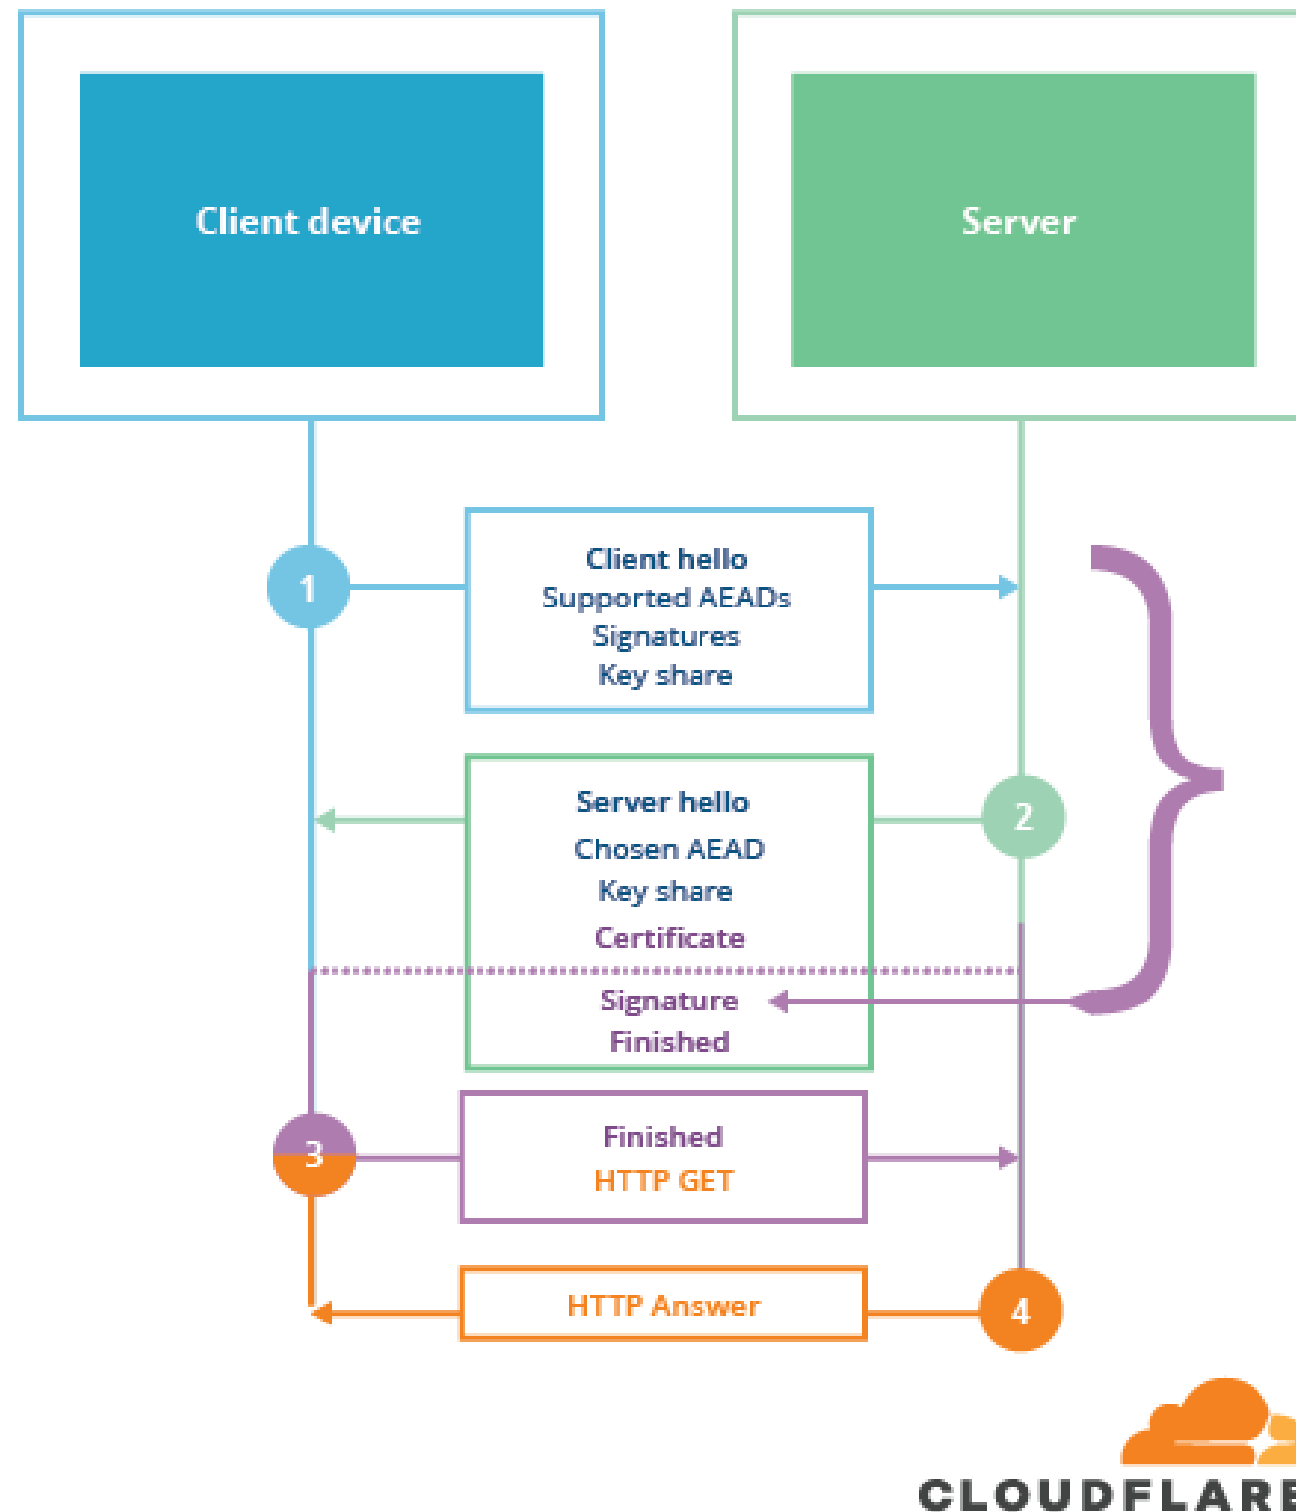 Client device
Server
1
Client hello
Supported AEADs
Signatures
Key share
2
Server hello
Chosen AEAD
Key share
Certificate
Signature
Finished
3
Finished
HTTP GET
4
HTTP Answer
CLOUDFLARE